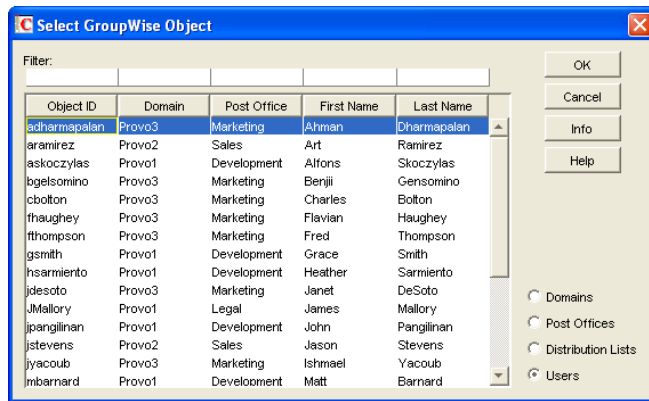 Select GroupWise Object
Filter:
OK
Cancel
Info
Help
Object ID Domain Post Office First Name Last Name
adharmapalan Provo3 Marketing Ahman Dharmapalan
aramirez Provo2 Sales Art Ramirez
askoczylas Provo1 Development Alfons Skoczylas
bgelsomino Provo3 Marketing Benjii Gensomino
cbolton Provo3 Marketing Charles Bolton
fhaughey Provo3 Marketing Flavian Haughey
fthompson Provo3 Marketing Fred Thompson
gsmith Provo1 Development Grace Smith
hsarmiento Provo1 Development Heather Sarmiento
jdesoto Provo3 Marketing Janet DeSoto
JMallory Provo1 Legal James Mallory
jpangilinan Provo1 Development John Pangilinan
jstevens Provo2 Sales Jason Stevens
jyacoub Provo3 Marketing Ishmael Yacoub
mbarnard Provo1 Development Matt Barnard
Domains
Post Offices
Distribution Lists
Users